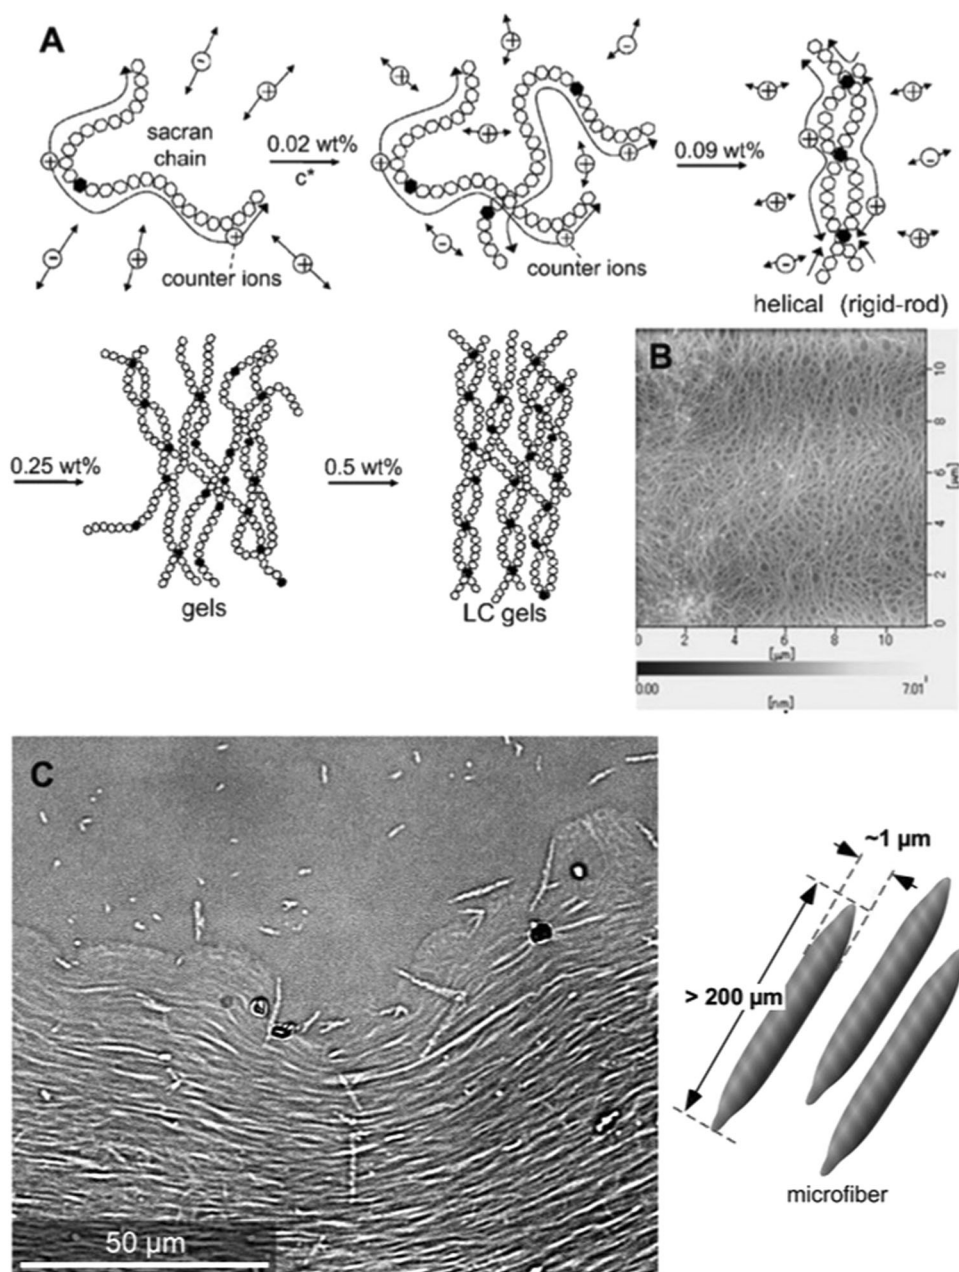 A
sacran
chain
counter ions
0.02 wt%
c*
counter ions
0.09 wt%
helical (rigid-rod)
0.25 wt%
gels
0.5 wt%
LC gels
B
10
8
6
4
2
0
[µm]
0 2 4 6 8 10
[µm]
0.00 7.01
[nm]
C
50 µm
~1 µm
> 200 µm
microfiber